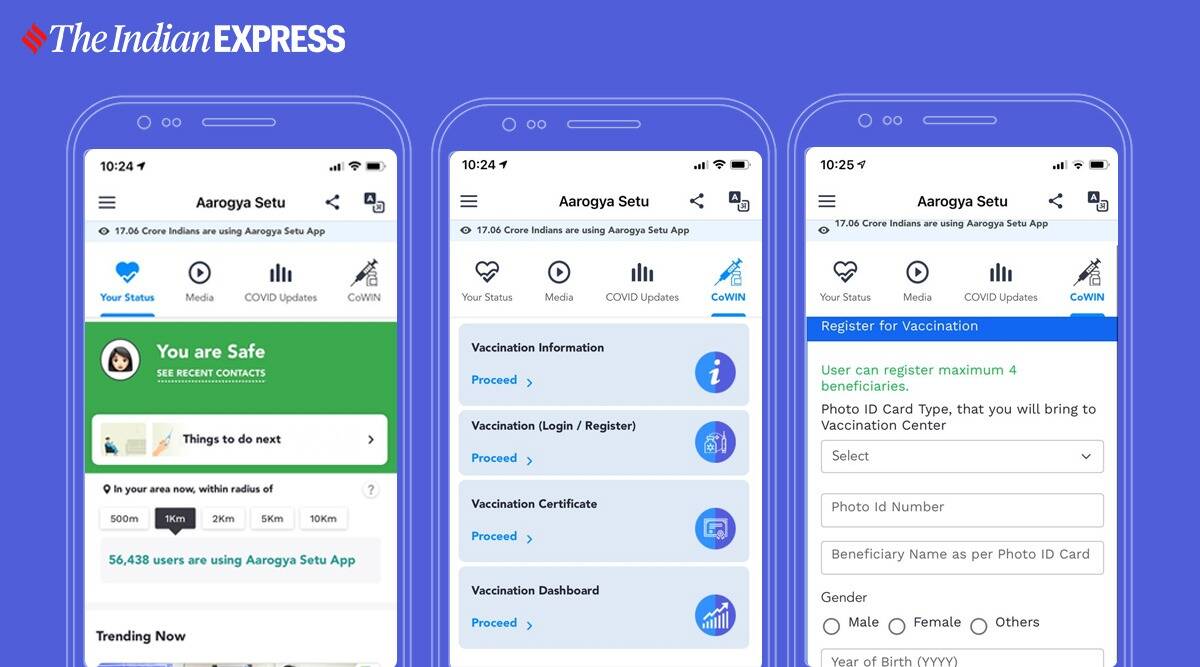 The Indian EXPRESS
10:24
Aarogya Setu
A
अ
17.06 Crore Indians are using Aarogya Setu App
Your Status
Media
COVID Updates
CoWIN
You are Safe
SEE RECENT CONTACTS
Things to do next
In your area now, within radius of
?
500m
1Km
2Km
5Km
10Km
56,438 users are using Aarogya Setu App
Trending Now
10:24
Aarogya Setu
A
अ
17.06 Crore Indians are using Aarogya Setu App
Your Status
Media
COVID Updates
CoWIN
Vaccination Information
Proceed
i
Vaccination (Login / Register)
Proceed
Vaccination Certificate
Proceed
Vaccination Dashboard
Proceed
10:25
Aarogya Setu
A
अ
17.06 Crore Indians are using Aarogya Setu App
Your Status
Media
COVID Updates
CoWIN
Register for Vaccination
User can register maximum 4
beneficiaries.
Photo ID Card Type, that you will bring to
Vaccination Center
Select
Photo Id Number
Beneficiary Name as per Photo ID Card
Gender
Male
Female
Others
Year of Birth (YYYY)